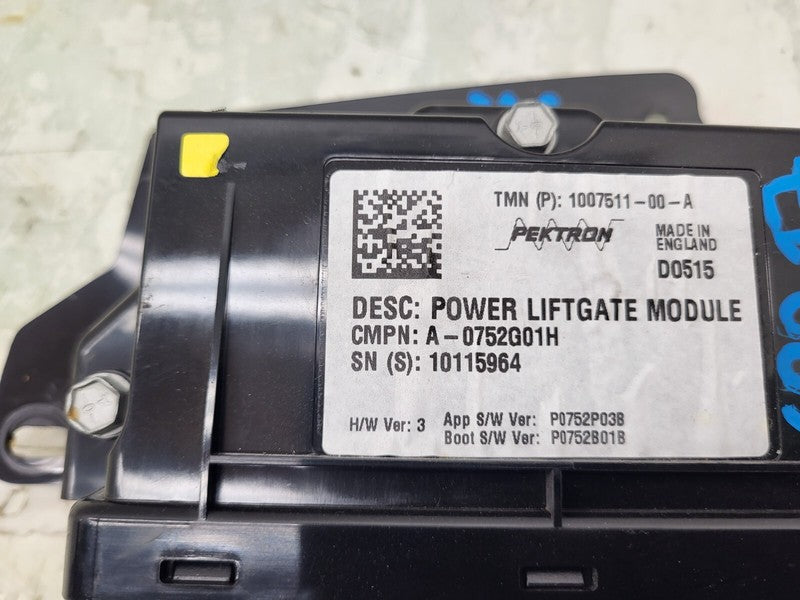 TMN (P): 1007511-00-A
PEKTRON
MADE IN
ENGLAND
D0515
DESC: POWER LIFTGATE MODULE
CMPN: A-0752G01H
SN (S): 10115964
H/W Ver: 3 App S/W Ver: P0752P03B
Boot S/W Ver: P0752B01B